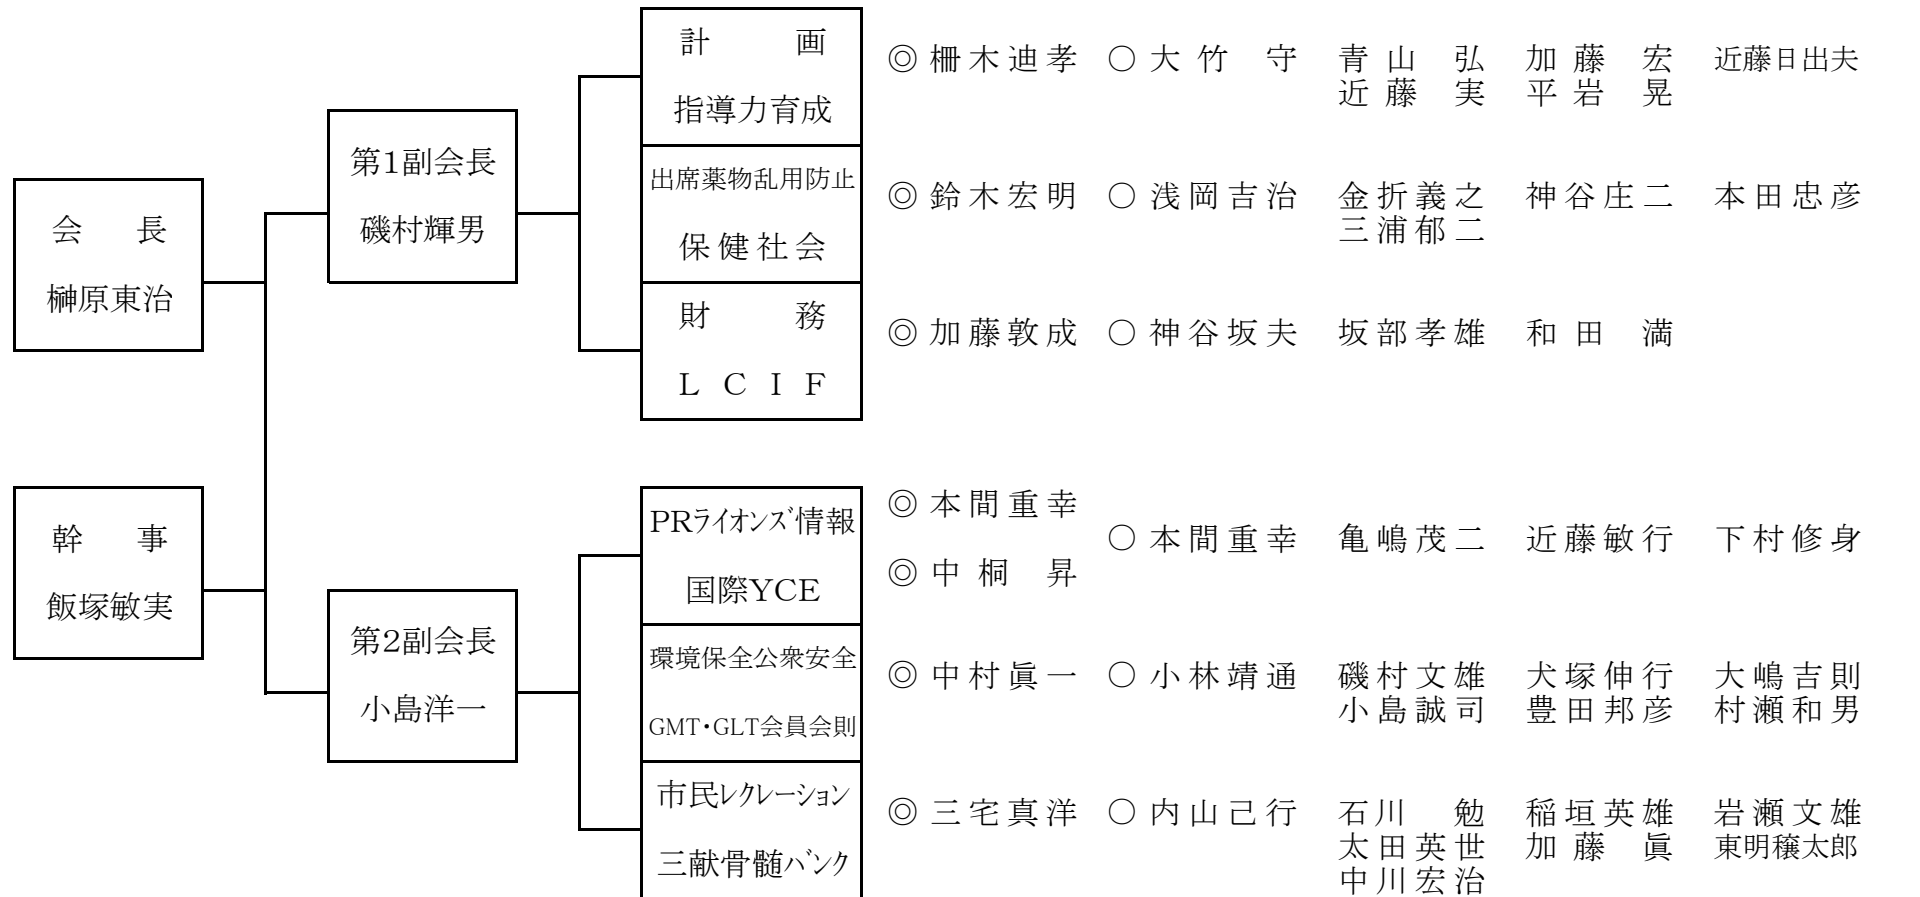 会長
榊原東治
幹事
飯塚敏実
第1副会長
磯村輝男
第2副会長
小島洋一
計画
指導力育成
◎柵木迪孝 ○大竹守 青山弘 加藤宏 近藤日出夫
近藤実 平岩晃
出席薬物乱用防止
保健社会
◎鈴木宏明 ○浅岡吉治 金折義之 神谷庄二 本田忠彦
三浦郁二
財務
LCIF
◎加藤敦成 ○神谷坂夫 坂部孝雄 和田満
PRライオンズ情報
国際YCE
◎本間重幸
◎中桐昇
○本間重幸 亀嶋茂二 近藤敏行 下村修身
環境保全公衆安全
GMT・GLT会員会則
◎中村眞一 ○小林靖通 磯村文雄 犬塚伸行 大嶋吉則
小島誠司 豊田邦彦 村瀬和男
市民レクレーション
三献骨髄バンク
◎三宅真洋 ○内山己行 石川勉 稲垣英雄 岩瀬文雄
太田英世 加藤眞 東明穣太郎
中川宏治